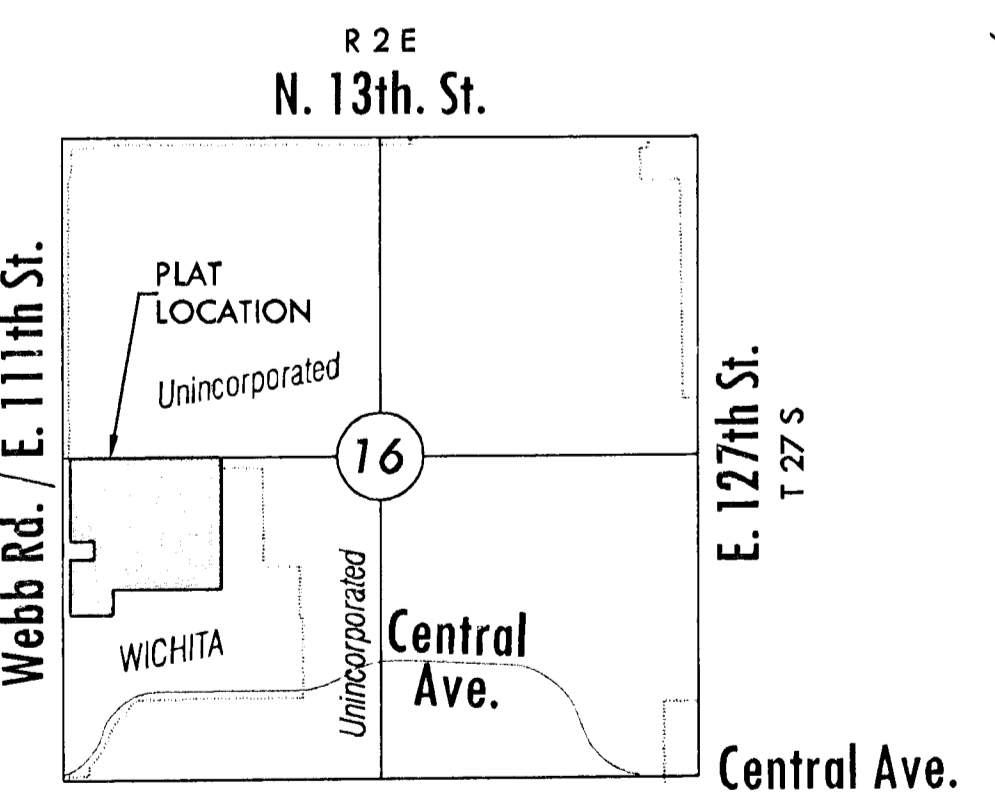 R 2 E
N. 13th. St.
Webb Rd. / E. 111th St.
PLAT
LOCATION
Unincorporated
16
E. 127th St.
T 27 S
WICHITA
Unincorporated
Central
Ave.
Central Ave.